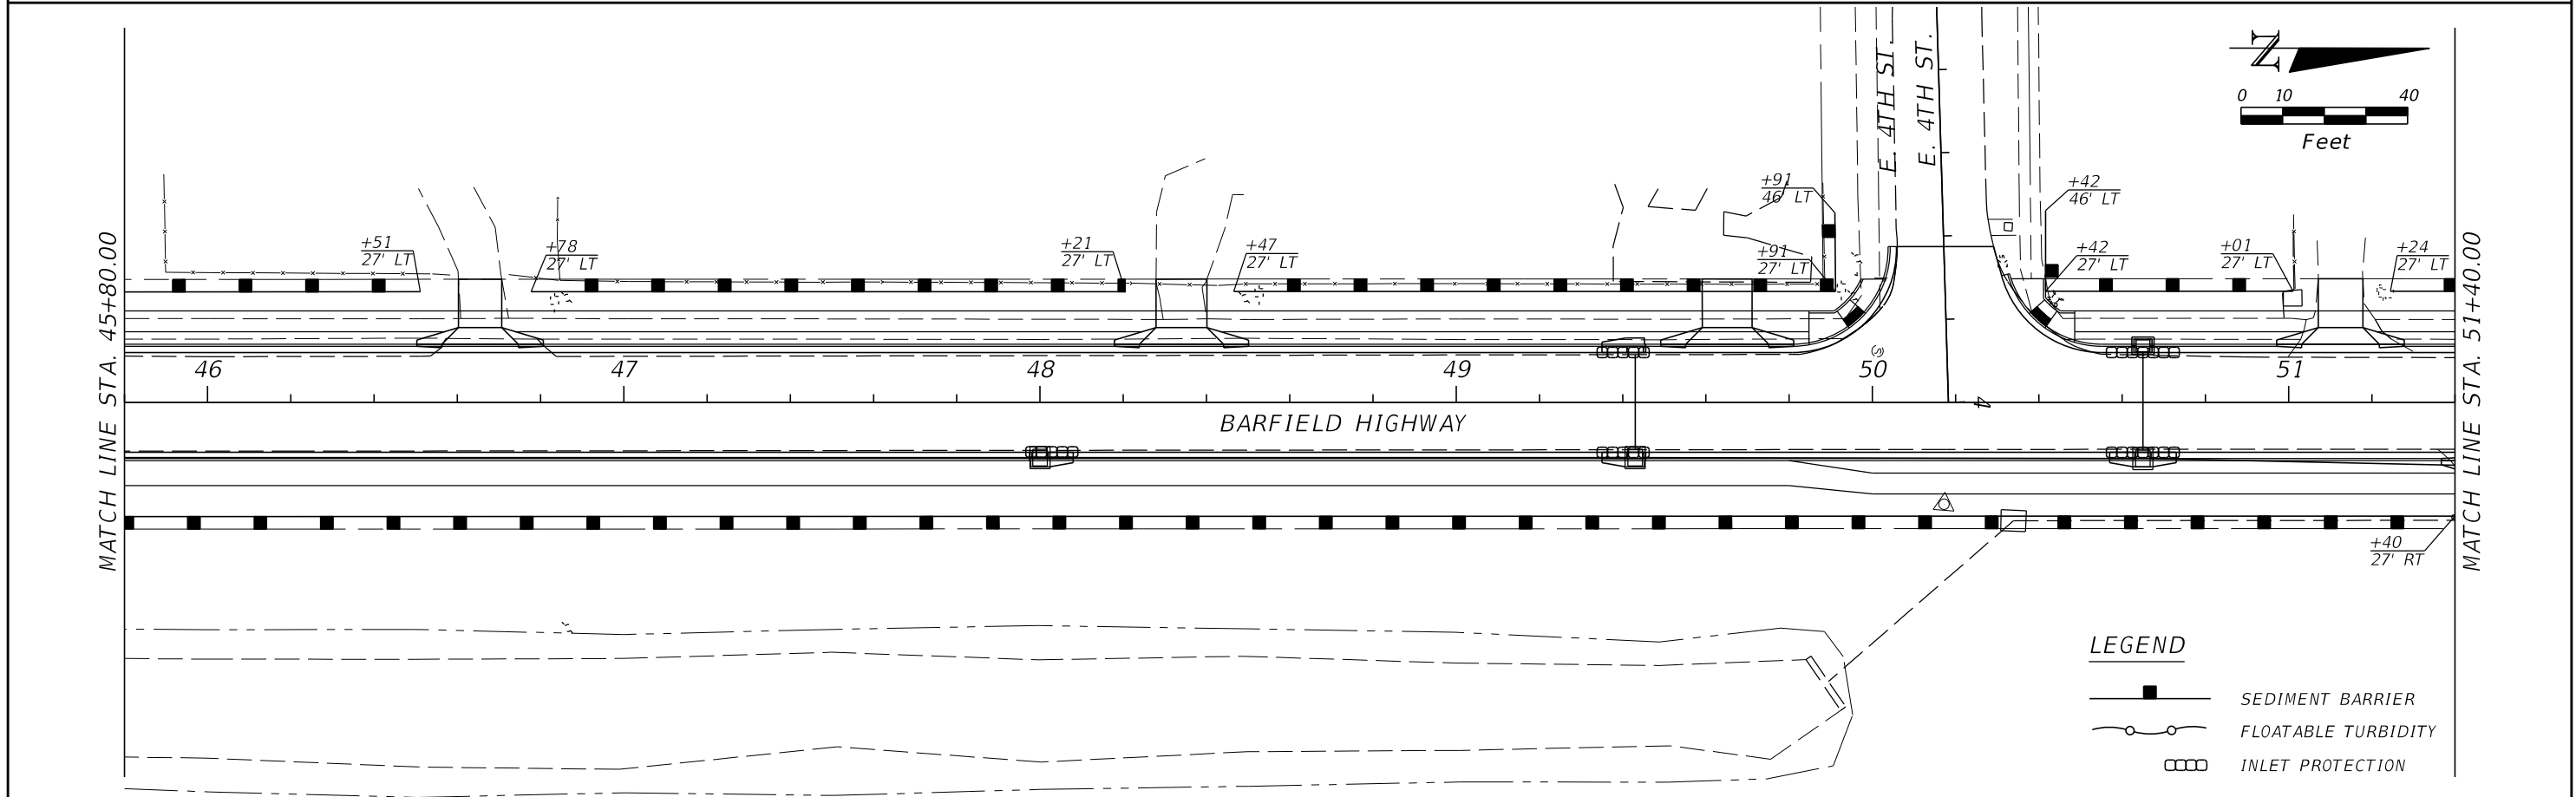 E. 4TH ST.
E. 4TH ST.
N
0 10 40
Feet
MATCH LINE STA. 45+80.00
+51
27' LT
+78
27' LT
+21
27' LT
+47
27' LT
+91
46' LT
+91
27' LT
+42
46' LT
+42
27' LT
+01
27' LT
+24
27' LT
MATCH LINE STA. 51+40.00
46 47 48 49 50 51
(S)
4
BARFIELD HIGHWAY
+40
27' RT
LEGEND
SEDIMENT BARRIER
FLOATABLE TURBIDITY
INLET PROTECTION